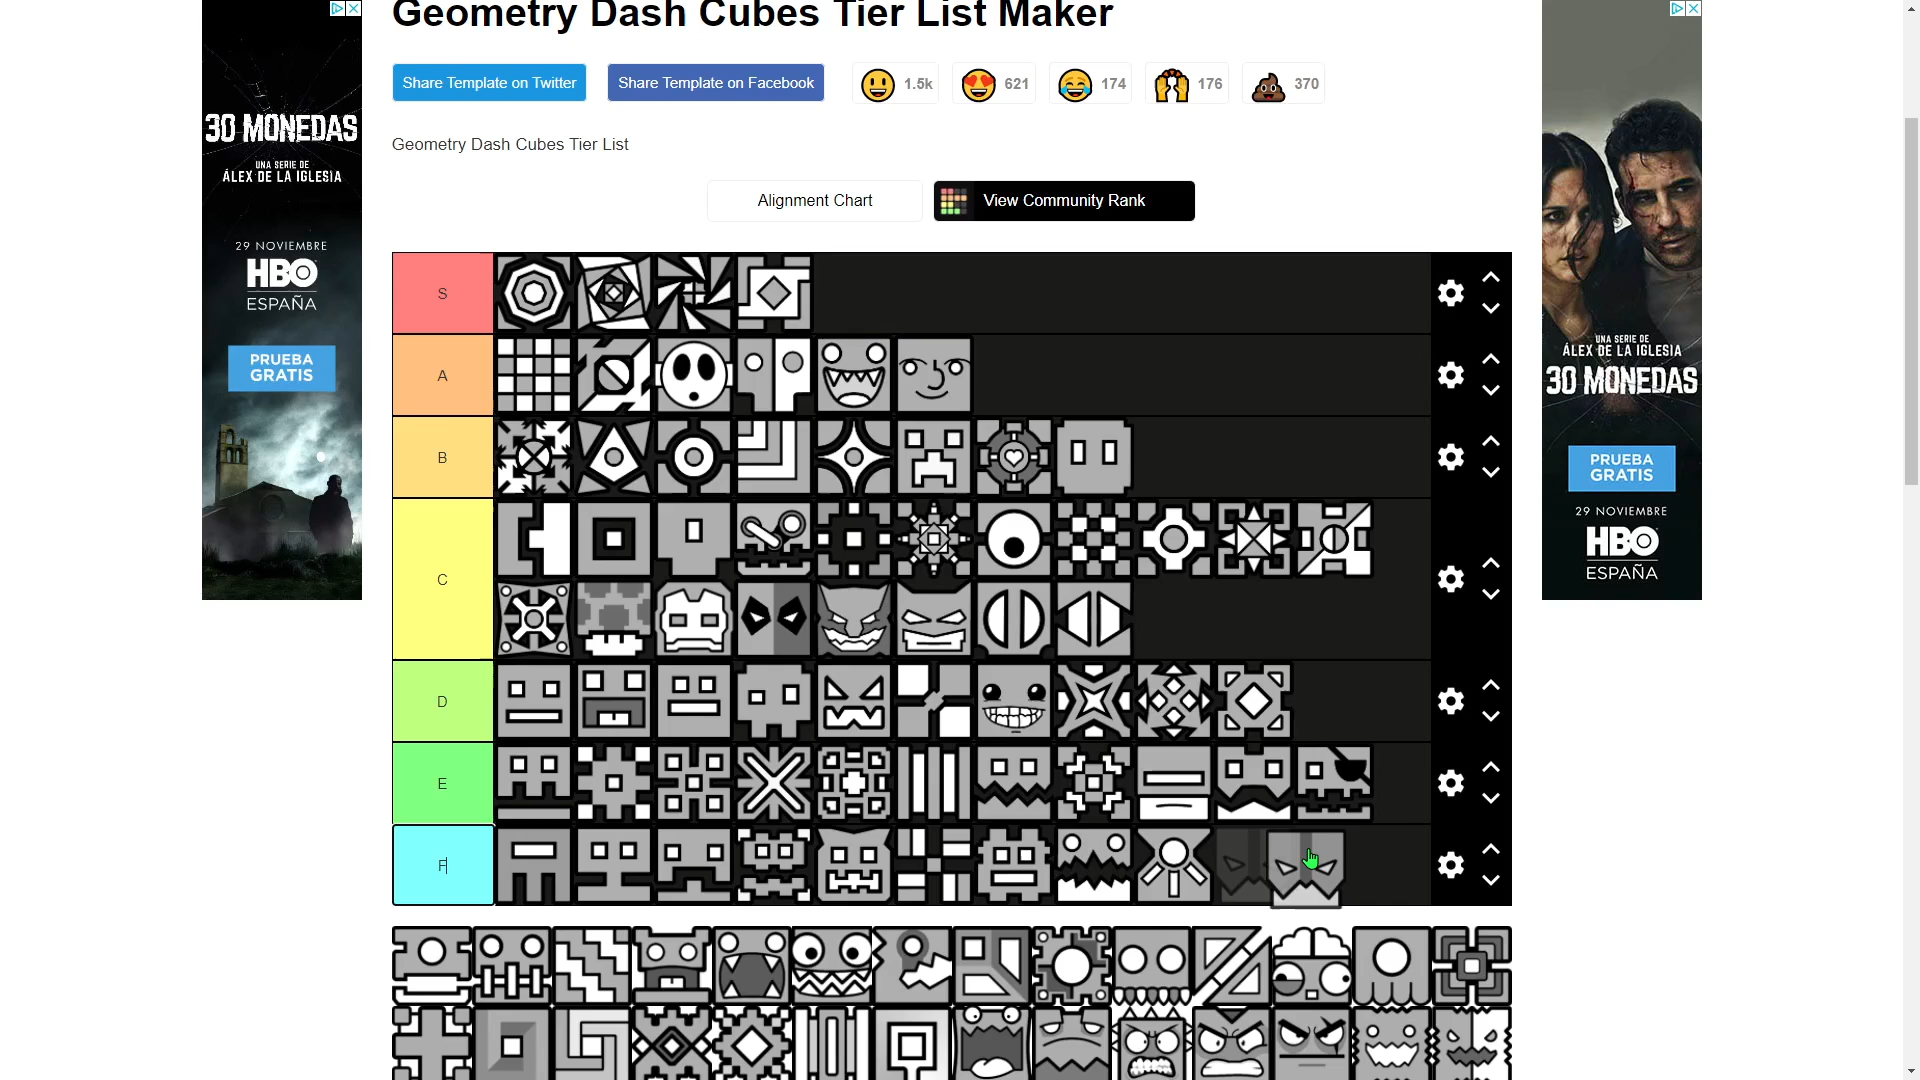 Geometry Dash Cubes Tier List Maker
Share Template on Twitter
Share Template on Facebook
1.5k
621
174
176
370
Geometry Dash Cubes Tier List
Alignment Chart
View Community Rank
S
A
B
C
D
E
F
30 MONEDAS
UNA SERIE DE
ÁLEX DE LA IGLESIA
29 NOVIEMBRE
HBO
ESPAÑA
PRUEBA
GRATIS
UNA SERIE DE
ÁLEX DE LA IGLESIA
30 MONEDAS
PRUEBA
GRATIS
29 NOVIEMBRE
HBO
ESPAÑA